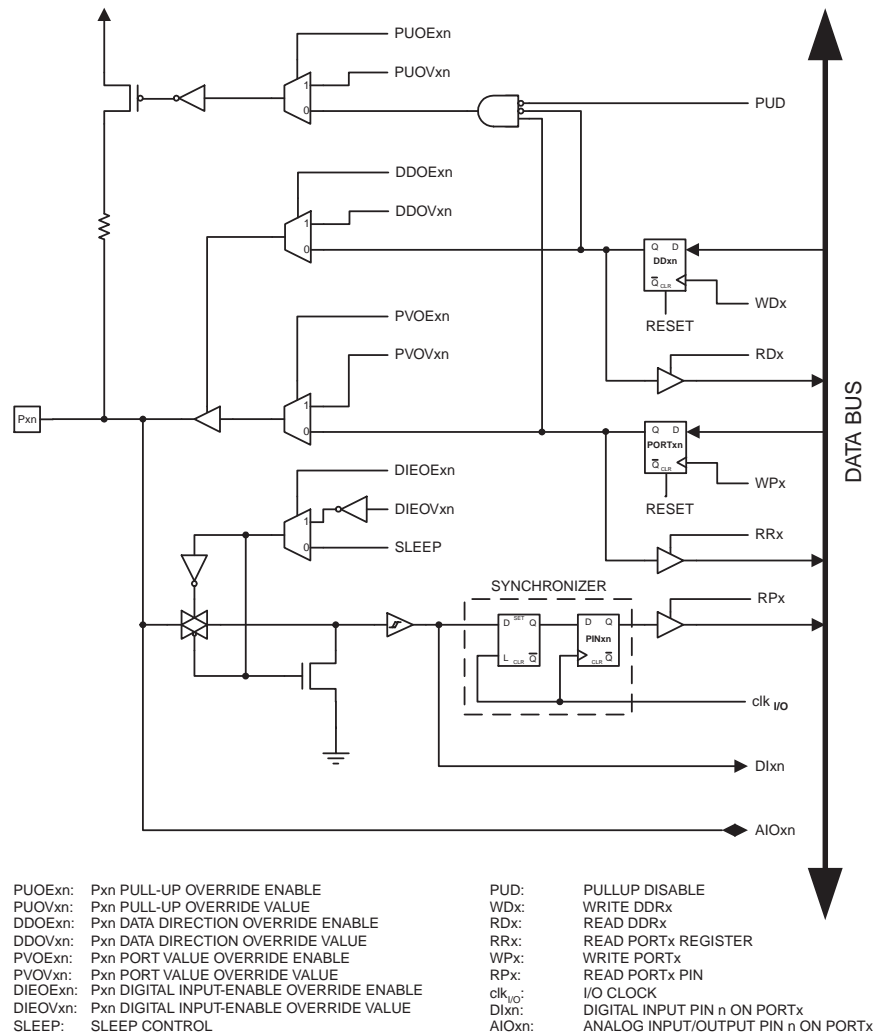 PUOExn
PUOVxn
1
0
PUD
DDOExn
DDOVxn
1
0
Q D
DDxn
Q CLR
WDx
RESET
RDx
PVOExn
PVOVxn
1
0
Pxn
Q D
PORTxn
Q CLR
WPx
RESET
RRx
DATA BUS
DIEOExn
DIEOVxn
1
0
SLEEP
SYNCHRONIZER
RPx
D SET Q
L CLR Q
D Q
PINxn
CLR Q
clk I/O
DIxn
AIOxn
PUOExn: Pxn PULL-UP OVERRIDE ENABLE
PUOVxn: Pxn PULL-UP OVERRIDE VALUE
DDOExn: Pxn DATA DIRECTION OVERRIDE ENABLE
DDOVxn: Pxn DATA DIRECTION OVERRIDE VALUE
PVOExn: Pxn PORT VALUE OVERRIDE ENABLE
PVOVxn: Pxn PORT VALUE OVERRIDE VALUE
DIEOExn: Pxn DIGITAL INPUT-ENABLE OVERRIDE ENABLE
DIEOVxn: Pxn DIGITAL INPUT-ENABLE OVERRIDE VALUE
SLEEP: SLEEP CONTROL
PUD: PULLUP DISABLE
WDx: WRITE DDRx
RDx: READ DDRx
RRx: READ PORTx REGISTER
WPx: WRITE PORTx
RPx: READ PORTx PIN
clkI/O: I/O CLOCK
DIxn: DIGITAL INPUT PIN n ON PORTx
AIOxn: ANALOG INPUT/OUTPUT PIN n ON PORTx